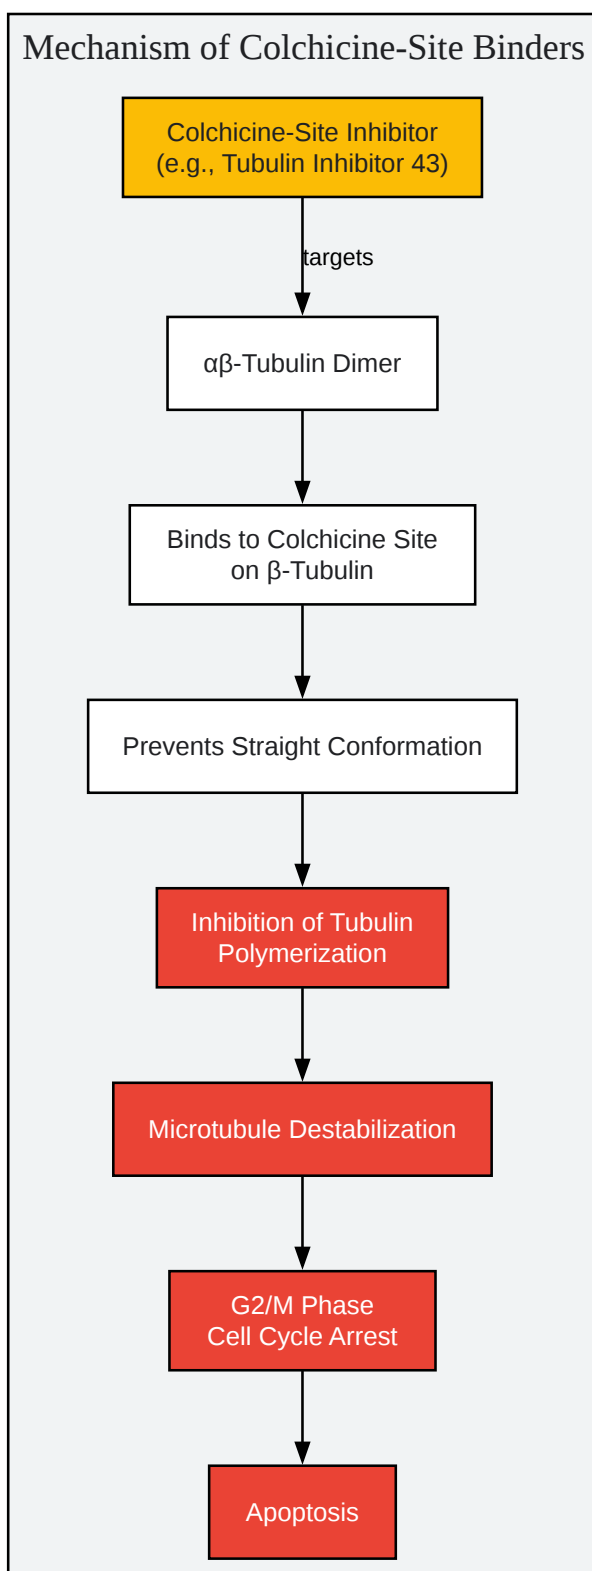 Mechanism of Colchicine-Site Binders
Colchicine-Site Inhibitor
(e.g., Tubulin Inhibitor 43)
targets
αβ-Tubulin Dimer
Binds to Colchicine Site
on β-Tubulin
Prevents Straight Conformation
Inhibition of Tubulin
Polymerization
Microtubule Destabilization
G2/M Phase
Cell Cycle Arrest
Apoptosis